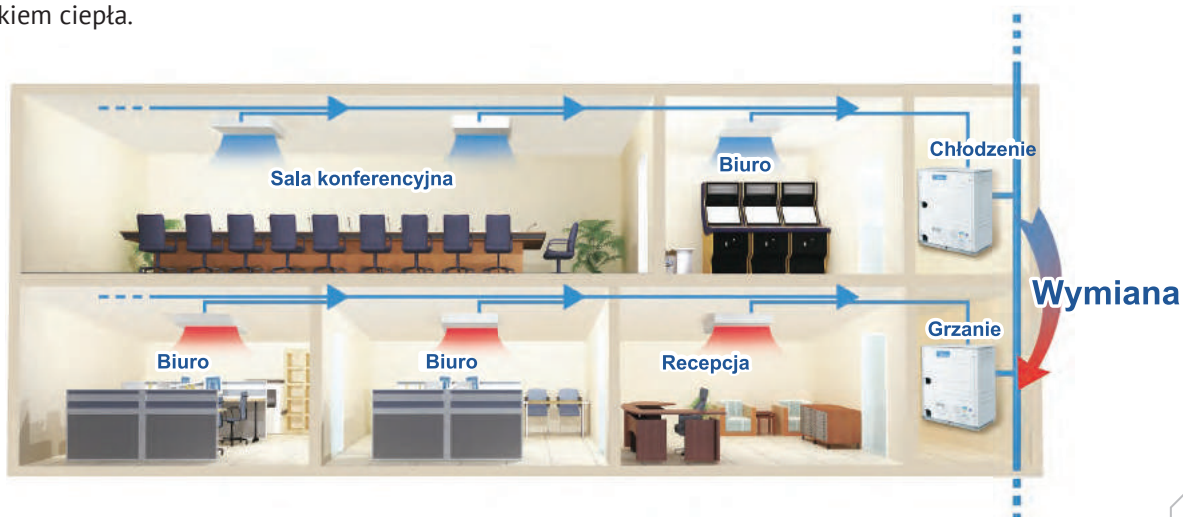 kiem ciepła.
Chłodzenie
Biuro
Sala konferencyjna
Wymiana
Grzanie
Biuro
Biuro
Recepcja